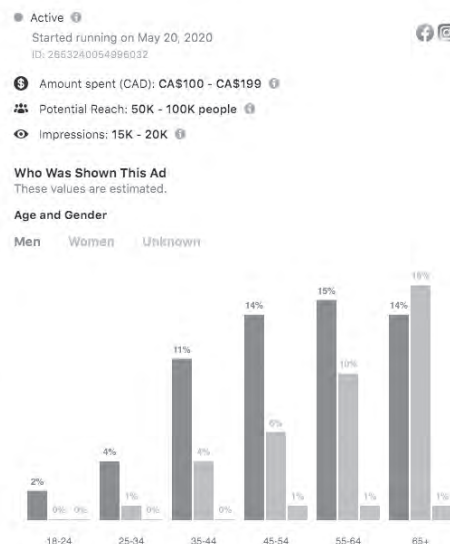 Active
Started running on May 20, 2020
ID:
Amount spent (CAD): CA$100 - CA$199
Potential Reach: 50K - 100K people
Impressions: 15K - 20K
Who Was Shown This Ad
These values are estimated.
Age and Gender
Men Women Unknown
2% 0% 0%
4% 1% 0%
11% 4% 0%
14% 6% 1%
15% 10% 1%
14% 16% 1%
18-24 25-34 35-44 45-54 55-64 65+